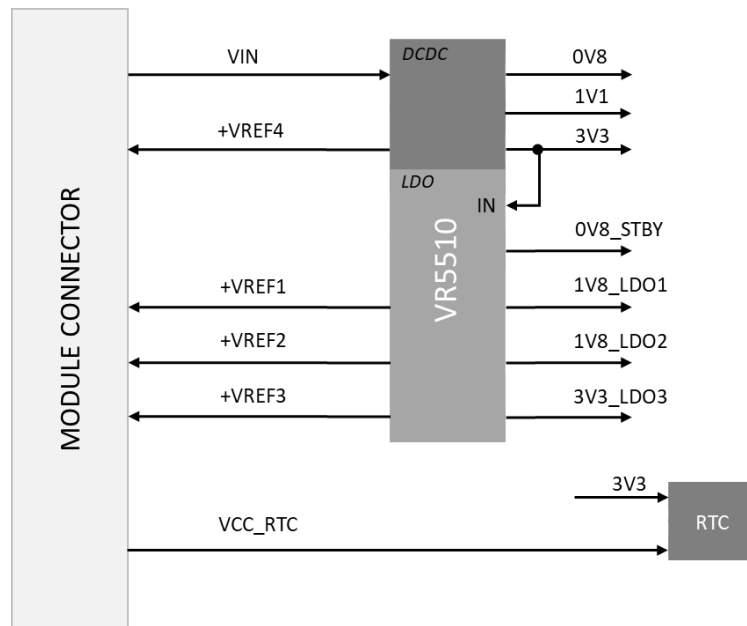 MODULE CONNECTOR
VIN
DCDC
0V8
1V1
+VREF4
3V3
LDO
IN
VR5510
0V8_STBY
+VREF1
1V8_LDO1
+VREF2
1V8_LDO2
+VREF3
3V3_LDO3
3V3
VCC_RTC
RTC